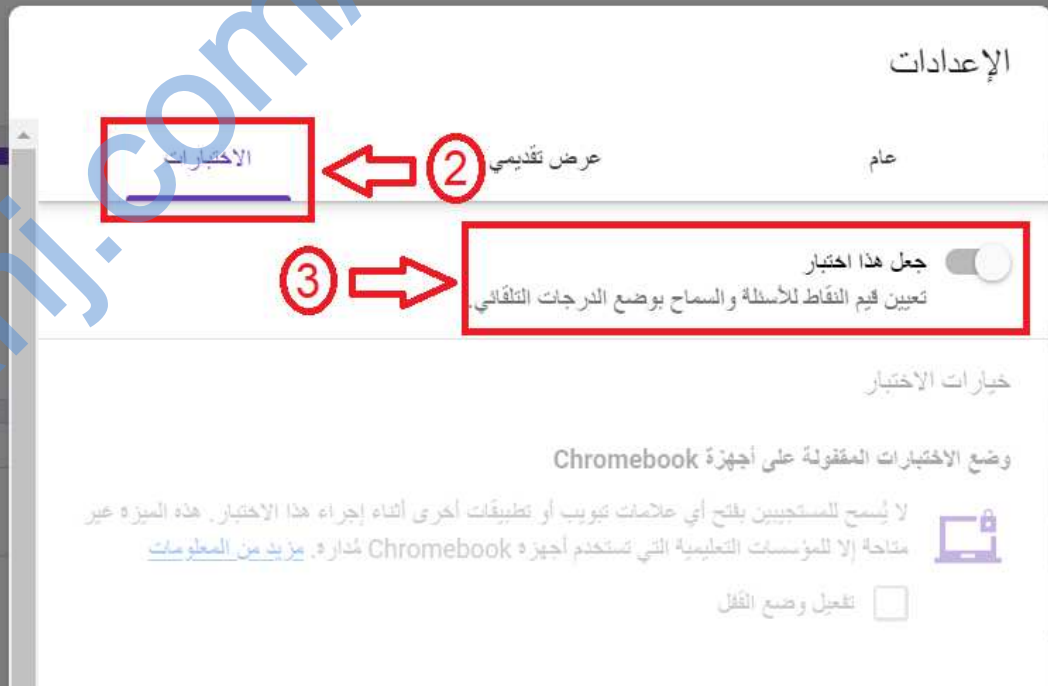 الإعدادات
عام
عرض تقديمي
2
الاختبارات
جعل هذا اختبار
تعيين قيم النقاط للأسئلة والسماح بوضع الدرجات التلقائي.
3
خيارات الاختبار
وضع الاختبارات المقفولة على أجهزة Chromebook
لا يُسمح للمستجيبين بفتح أي علامات تبويب أو تطبيقات أخرى أثناء إجراء هذا الاختبار. هذه الميزة غير
متاحة إلا للمؤسسات التعليمية التي تستخدم أجهزة Chromebook مُدارة. مزيد من المعلومات
تفعيل وضع القفل